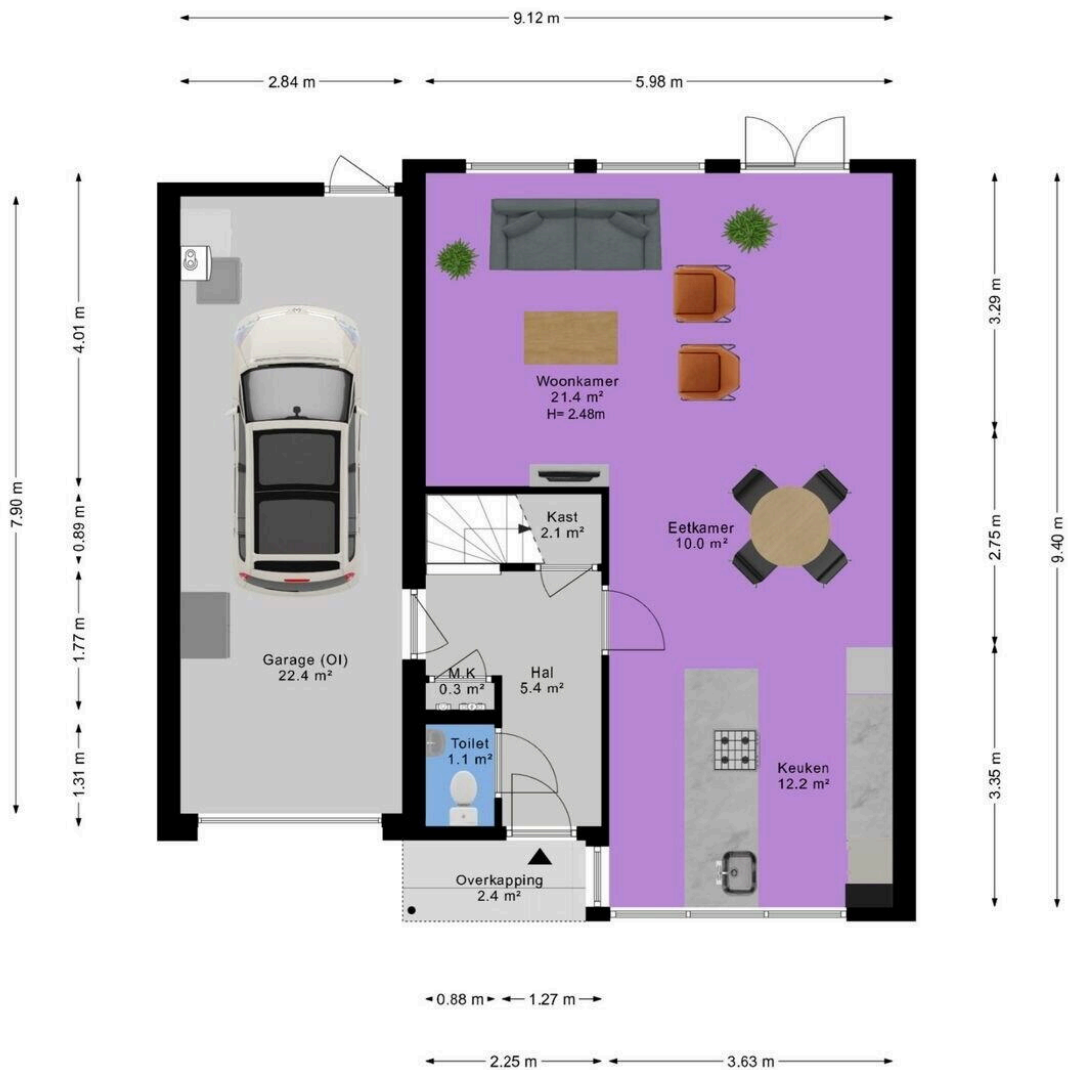 9.12 m
2.84 m
5.98 m
7.90 m
4.01 m
0.89 m
1.77 m
1.31 m
3.29 m
2.75 m
3.35 m
9.40 m
Woonkamer
21.4 m²
H= 2.48m
Kast
2.1 m²
Eetkamer
10.0 m²
Garage (OI)
22.4 m²
M.K
0.3 m²
Hal
5.4 m²
Toilet
1.1 m²
Keuken
12.2 m²
Overkapping
2.4 m²
0.88 m
1.27 m
2.25 m
3.63 m